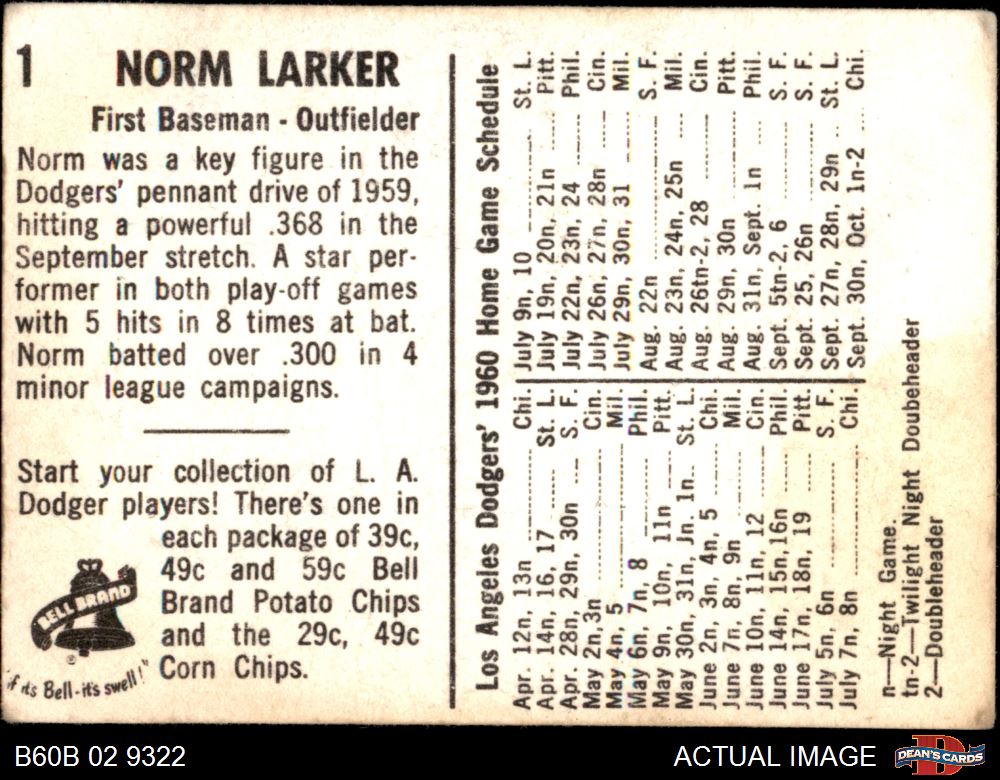 1
NORM LARKER
First Baseman - Outfielder
Norm was a key figure in the
Dodgers' pennant drive of 1959,
hitting a powerful .368 in the
September stretch. A star per-
former in both play-off games
with 5 hits in 8 times at bat.
Norm batted over .300 in 4
minor league campaigns.
Start your collection of L. A.
Dodger players! There's one in
each package of 39c,
49c and 59c Bell
Brand Potato Chips
and the 29c, 49c
Corn Chips.
BELL BRAND
®
"if its Bell-it's swell!"
Los Angeles Dodgers' 1960 Home Game Schedule
Apr. 12n, 13n Chi.
Apr. 14n, 16, 17 St. L.
Apr. 28n, 29n, 30n S. F.
May 2n, 3n Cin.
May 4n, 5 Mil.
May 6n, 7n, 8 Phil.
May 9n, 10n, 11n Pitt.
May 30n, 31n, Jn. 1n St. L.
June 2n, 3n, 4n, 5 Chi.
June 7n, 8n, 9n Mil.
June 10n, 11n, 12 Cin.
June 14n, 15n, 16n Phil.
June 17n, 18n, 19 Pitt.
July 5n, 6n S. F.
July 7n, 8n Chi.
July 9n, 10 St. L.
July 19n, 20n, 21n Pitt.
July 22n, 23n, 24 Phil.
July 26n, 27n, 28n Cin.
July 29n, 30n, 31 Mil.
Aug. 22n S. F.
Aug. 23n, 24n, 25n Mil.
Aug. 26tn-2, 28 Cin.
Aug. 29n, 30n Pitt.
Aug. 31n, Sept. 1n Phil.
Sept. 5tn-2, 6 S. F.
Sept. 25, 26n S. F.
Sept. 27n, 28n, 29n St. L.
Sept. 30n, Oct. 1n-2 Chi.
n—Night Game.
tn-2—Twilight Night Doubeheader
2—Doubleheader
B60B 02 9322
ACTUAL IMAGE
DEAN'S CARDS